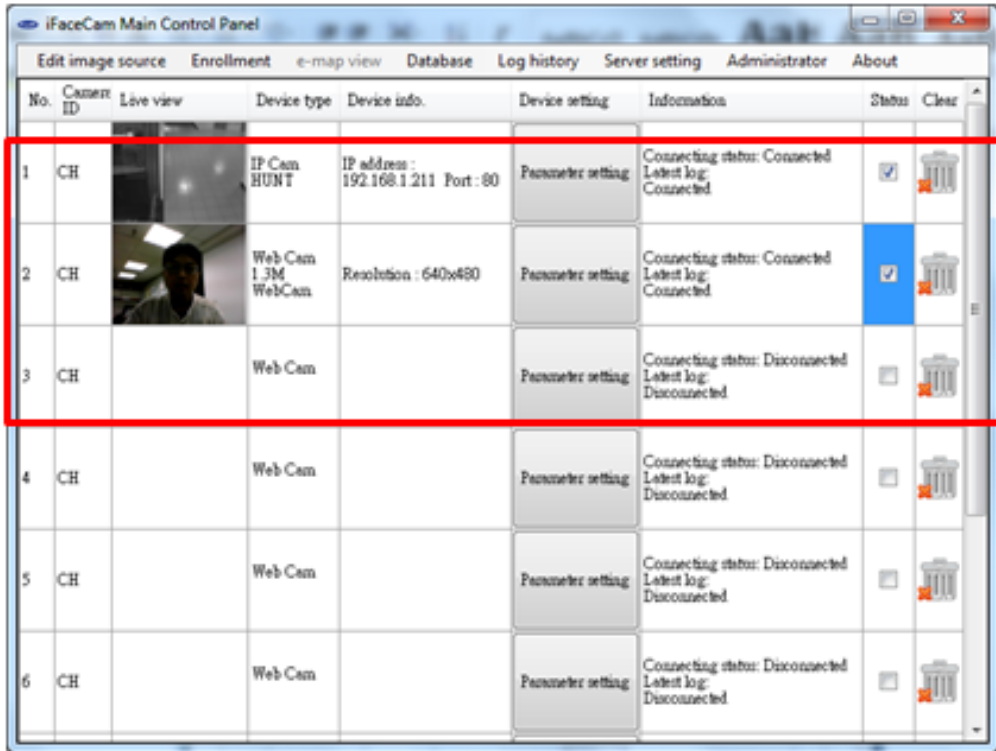 iFaceCam Main Control Panel
Edit image source Enrollment e-map view Database Log history Server setting Administrator About
No. Camera ID Live view Device type Device info. Device setting Information Status Clear
1 CH IP Cam HUNT IP address : 192.168.1.211 Port : 80 Parameter setting Connecting status: Connected
Latest log:
Connected
2 CH Web Cam 1.3M WebCam Resolution : 640x480 Parameter setting Connecting status: Connected
Latest log:
Connected
3 CH Web Cam Parameter setting Connecting status: Disconnected
Latest log:
Disconnected
4 CH Web Cam Parameter setting Connecting status: Disconnected
Latest log:
Disconnected
5 CH Web Cam Parameter setting Connecting status: Disconnected
Latest log:
Disconnected
6 CH Web Cam Parameter setting Connecting status: Disconnected
Latest log:
Disconnected